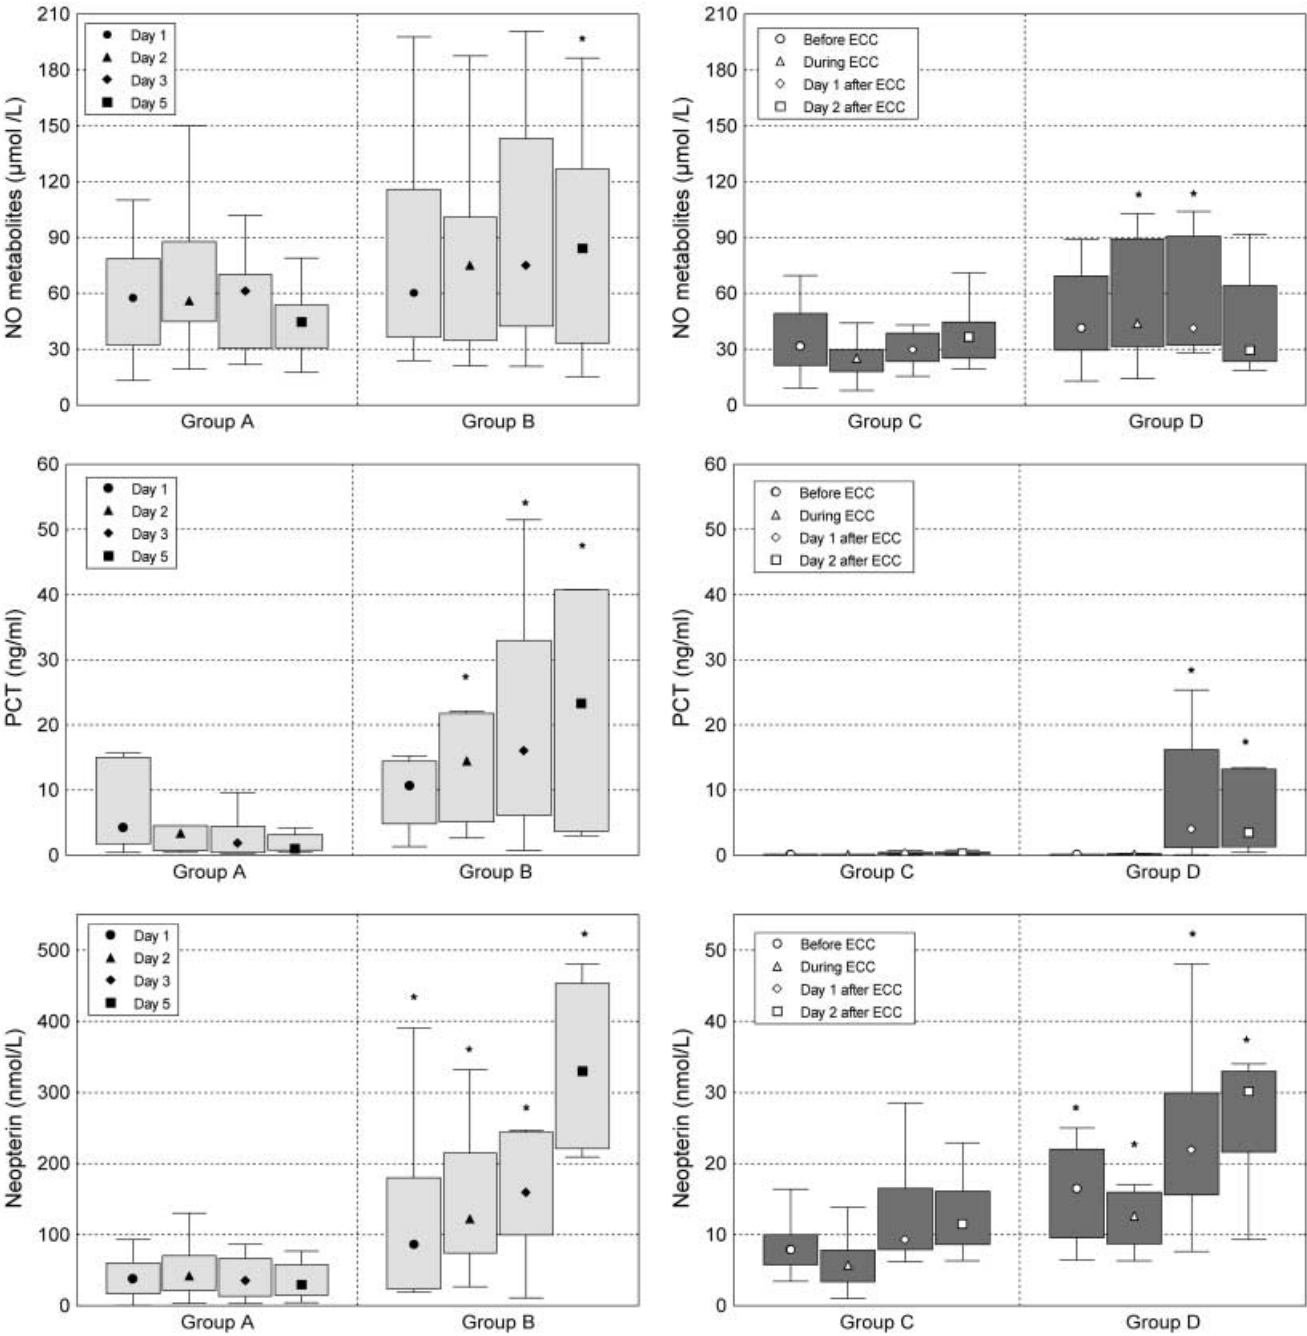 210
180
150
120
90
60
30
0
NO metabolites (µmol /L)
Day 1
Day 2
Day 3
Day 5
*
Group A
Group B
210
180
150
120
90
60
30
0
NO metabolites (µmol /L)
Before ECC
During ECC
Day 1 after ECC
Day 2 after ECC
* *
Group C
Group D
60
50
40
30
20
10
0
PCT (ng/ml)
Day 1
Day 2
Day 3
Day 5
* * *
Group A
Group B
60
50
40
30
20
10
0
PCT (ng/ml)
Before ECC
During ECC
Day 1 after ECC
Day 2 after ECC
* *
Group C
Group D
500
400
300
200
100
0
Neopterin (nmol/L)
Day 1
Day 2
Day 3
Day 5
* * * *
Group A
Group B
50
40
30
20
10
0
Neopterin (nmol/L)
Before ECC
During ECC
Day 1 after ECC
Day 2 after ECC
* * * *
Group C
Group D